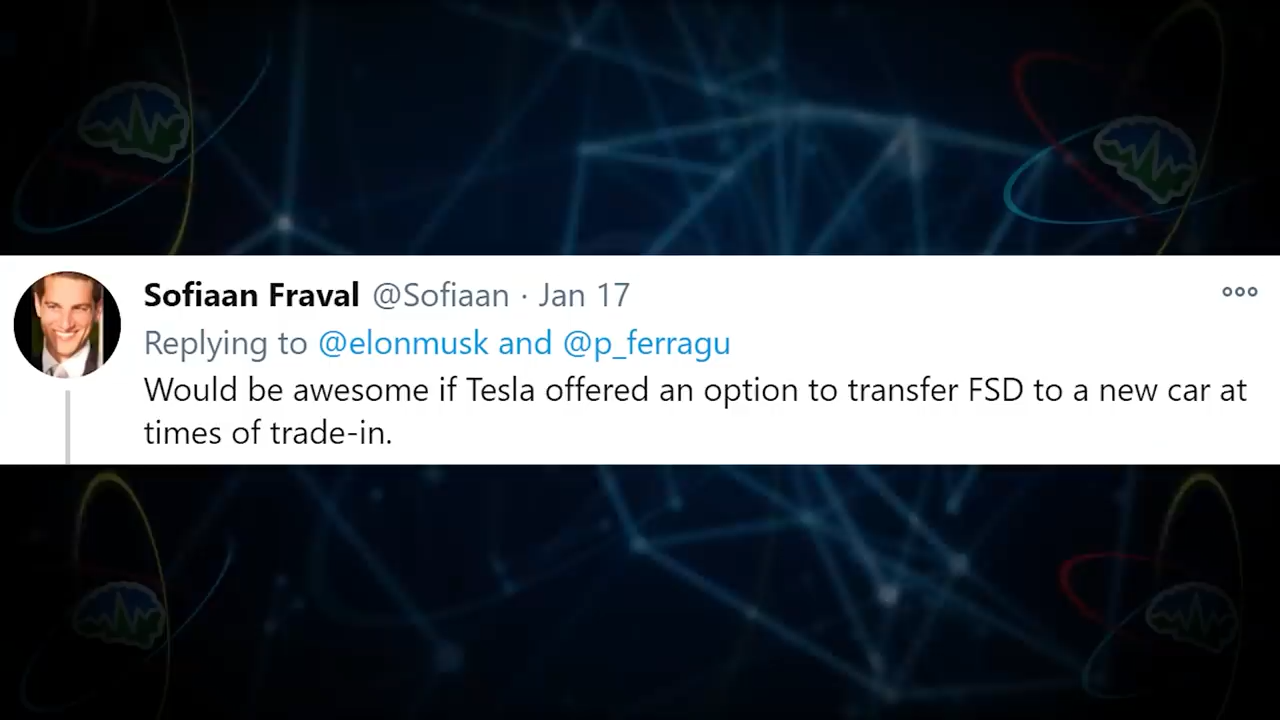 Sofiaan Fraval @Sofiaan · Jan 17
Replying to @elonmusk and @p_ferragu
Would be awesome if Tesla offered an option to transfer FSD to a new car at
times of trade-in.